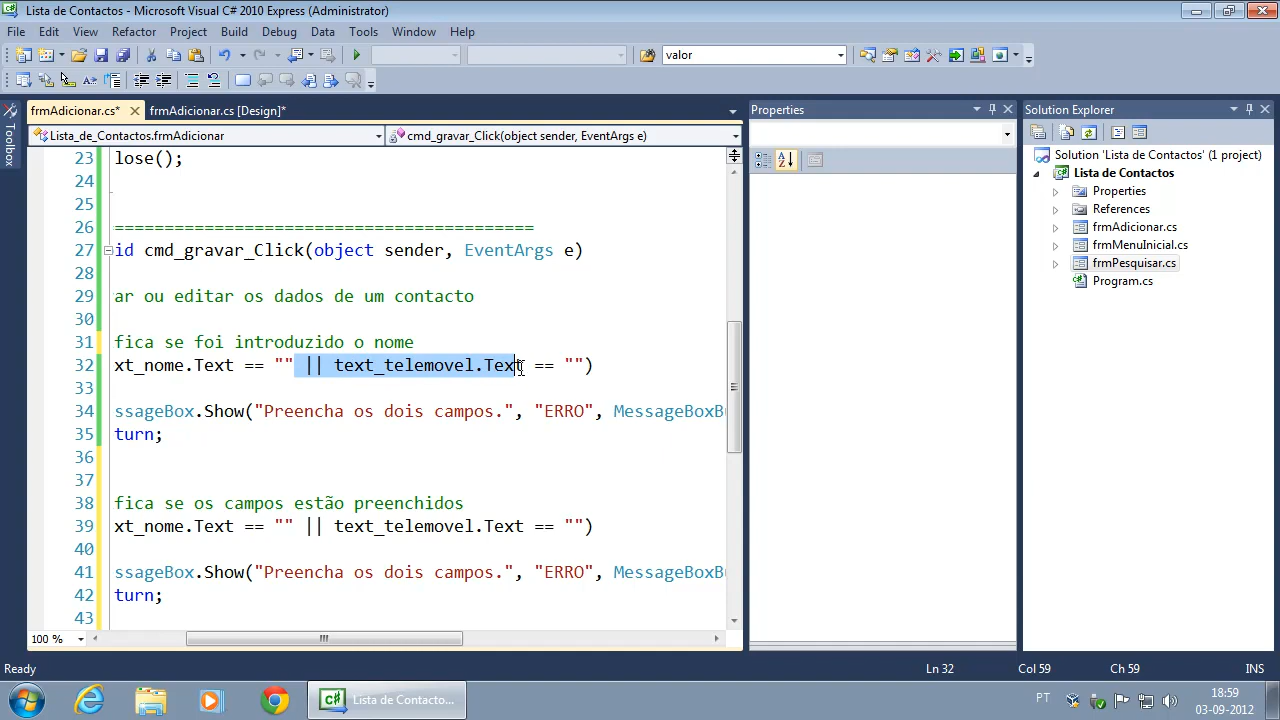 Lista de Contactos - Microsoft Visual C# 2010 Express (Administrator)
File Edit View Refactor Project Build Debug Data Tools Window Help
valor
frmAdicionar.cs* frmAdicionar.cs [Design]*
Lista_de_Contactos.frmAdicionar cmd_gravar_Click(object sender, EventArgs e)
23 lose();
24
25
26 ==========================================
27 id cmd_gravar_Click(object sender, EventArgs e)
28
29 ar ou editar os dados de um contacto
30
31 fica se foi introduzido o nome
32 xt_nome.Text == "" || text_telemovel.Text == "")
33
34 ssageBox.Show("Preencha os dois campos.", "ERRO", MessageBoxBu
35 turn;
36
37
38 fica se os campos estão preenchidos
39 xt_nome.Text == "" || text_telemovel.Text == "")
40
41 ssageBox.Show("Preencha os dois campos.", "ERRO", MessageBoxBu
42 turn;
43
100 %
Toolbox
Properties
Solution Explorer
Solution 'Lista de Contactos' (1 project)
Lista de Contactos
Properties
References
frmAdicionar.cs
frmMenuInicial.cs
frmPesquisar.cs
Program.cs
Ready Ln 32 Col 59 Ch 59 INS
Lista de Contacto...
PT
18:59
03-09-2012